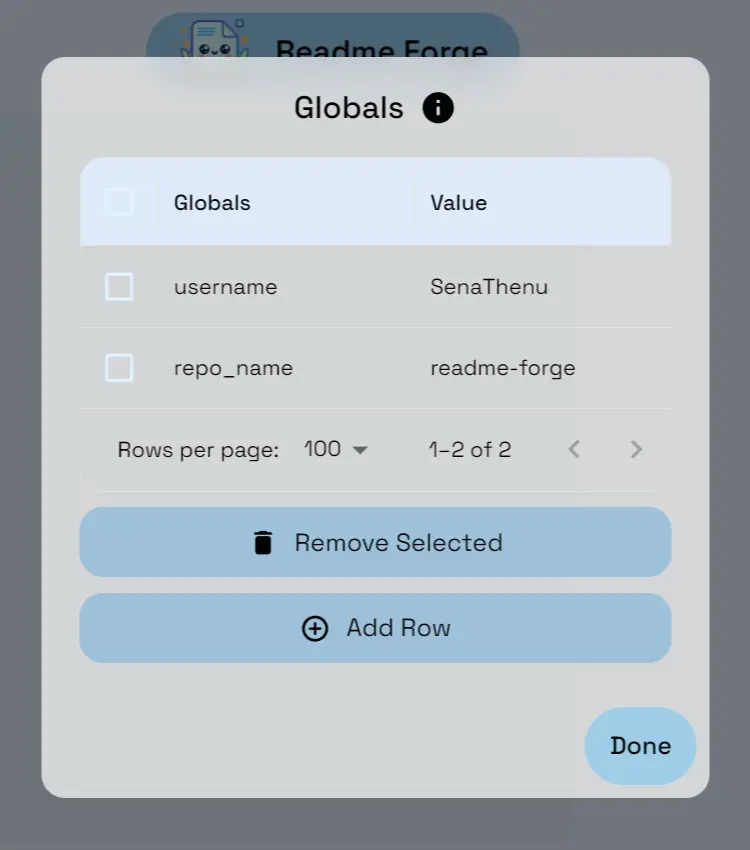 Readme Forge
Globals
Globals Value
username SenaThenu
repo_name readme-forge
Rows per page: 100 1–2 of 2
Remove Selected
Add Row
Done